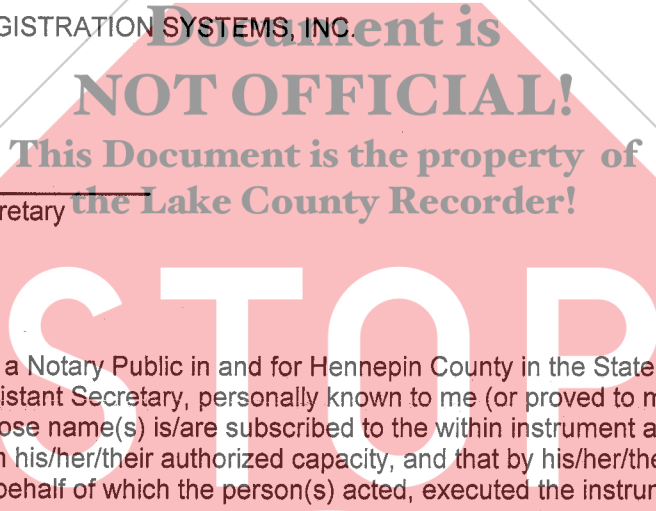 GISTRATION SYSTEMS, INC.
Document is
NOT OFFICIAL!
This Document is the property of
the Lake County Recorder!
retary
STOP
a Notary Public in and for Hennepin County in the State
istant Secretary, personally known to me (or proved to m
ose name(s) is/are subscribed to the within instrument a
his/her/their authorized capacity, and that by his/her/the
behalf of which the person(s) acted, executed the instrum